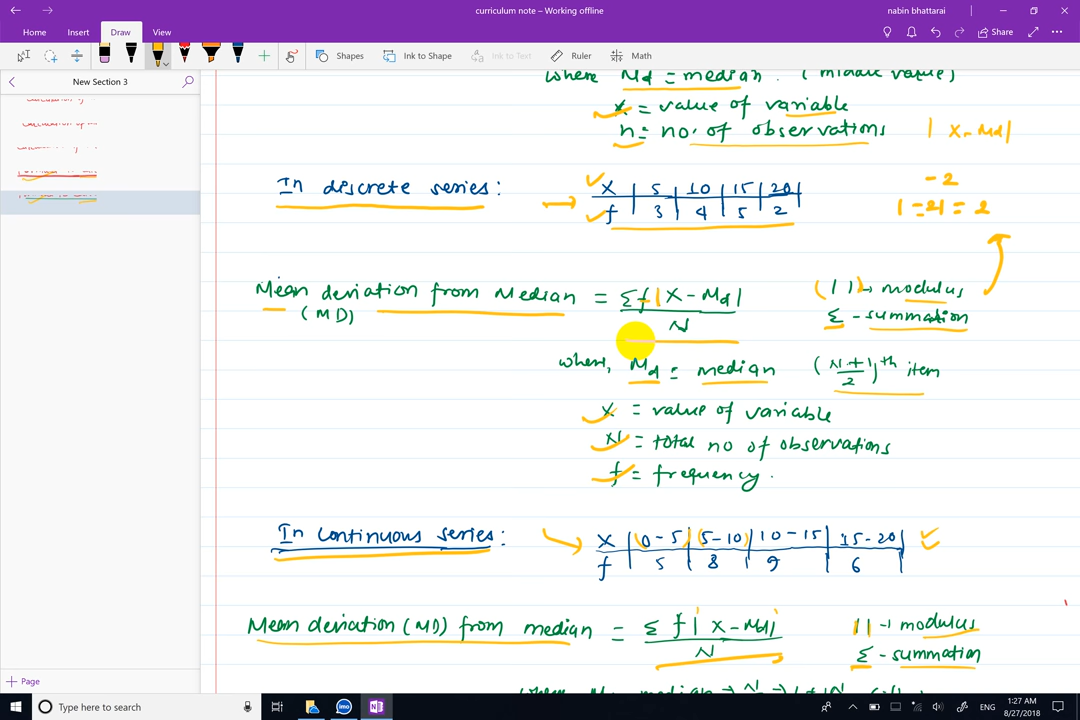 curriculum note – Working offline
nabin bhattarai
Home Insert Draw View
Share
Shapes Ink to Shape Ink to Text Ruler Math
New Section 3
where Md = median. (middle value)
x = value of variable
n = no. of observations | X - Md |
In discrete series: X 5 10 15 20
f 3 4 5 2
-2
|-2| = 2
Mean deviation from Median = Σf|X - Md| / N
(MD)
(||) → modulus
Σ - summation
where, Md = median (N+1 / 2)th item
X = value of variable
N = total no of observations
f = frequency.
In continuous series: X (0-5) (5-10) 10-15 15-20
f 5 8 9 6
Mean deviation (MD) from median = Σ f| X - Md| / N
|| → modulus
Σ - summation
+ Page
Type here to search
ENG
1:27 AM
8/27/2018